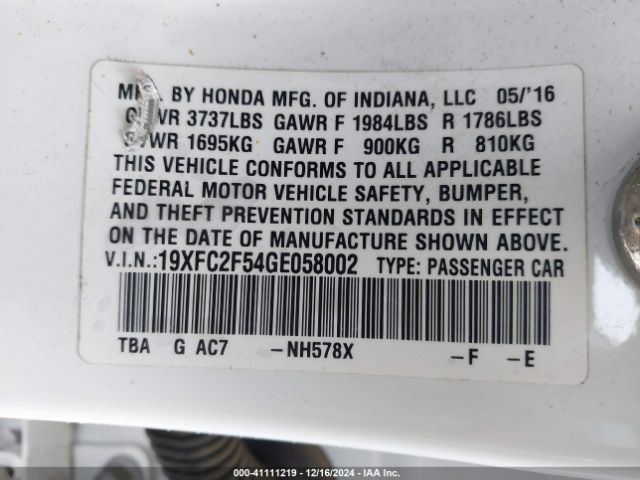 BY HONDA MFG. OF INDIANA, LLC 05/'16
3737LBS GAWR F 1984LBS R 1786LBS
1695KG GAWR F 900KG R 810KG
THIS VEHICLE CONFORMS TO ALL APPLICABLE
FEDERAL MOTOR VEHICLE SAFETY, BUMPER,
AND THEFT PREVENTION STANDARDS IN EFFECT
ON THE DATE OF MANUFACTURE SHOWN ABOVE.
V.I.N.:19XFC2F54GE058002 TYPE: PASSENGER CAR
TBA G AC7 -NH578X -F -E
000-41111219 - 12/16/2024 - IAA Inc.